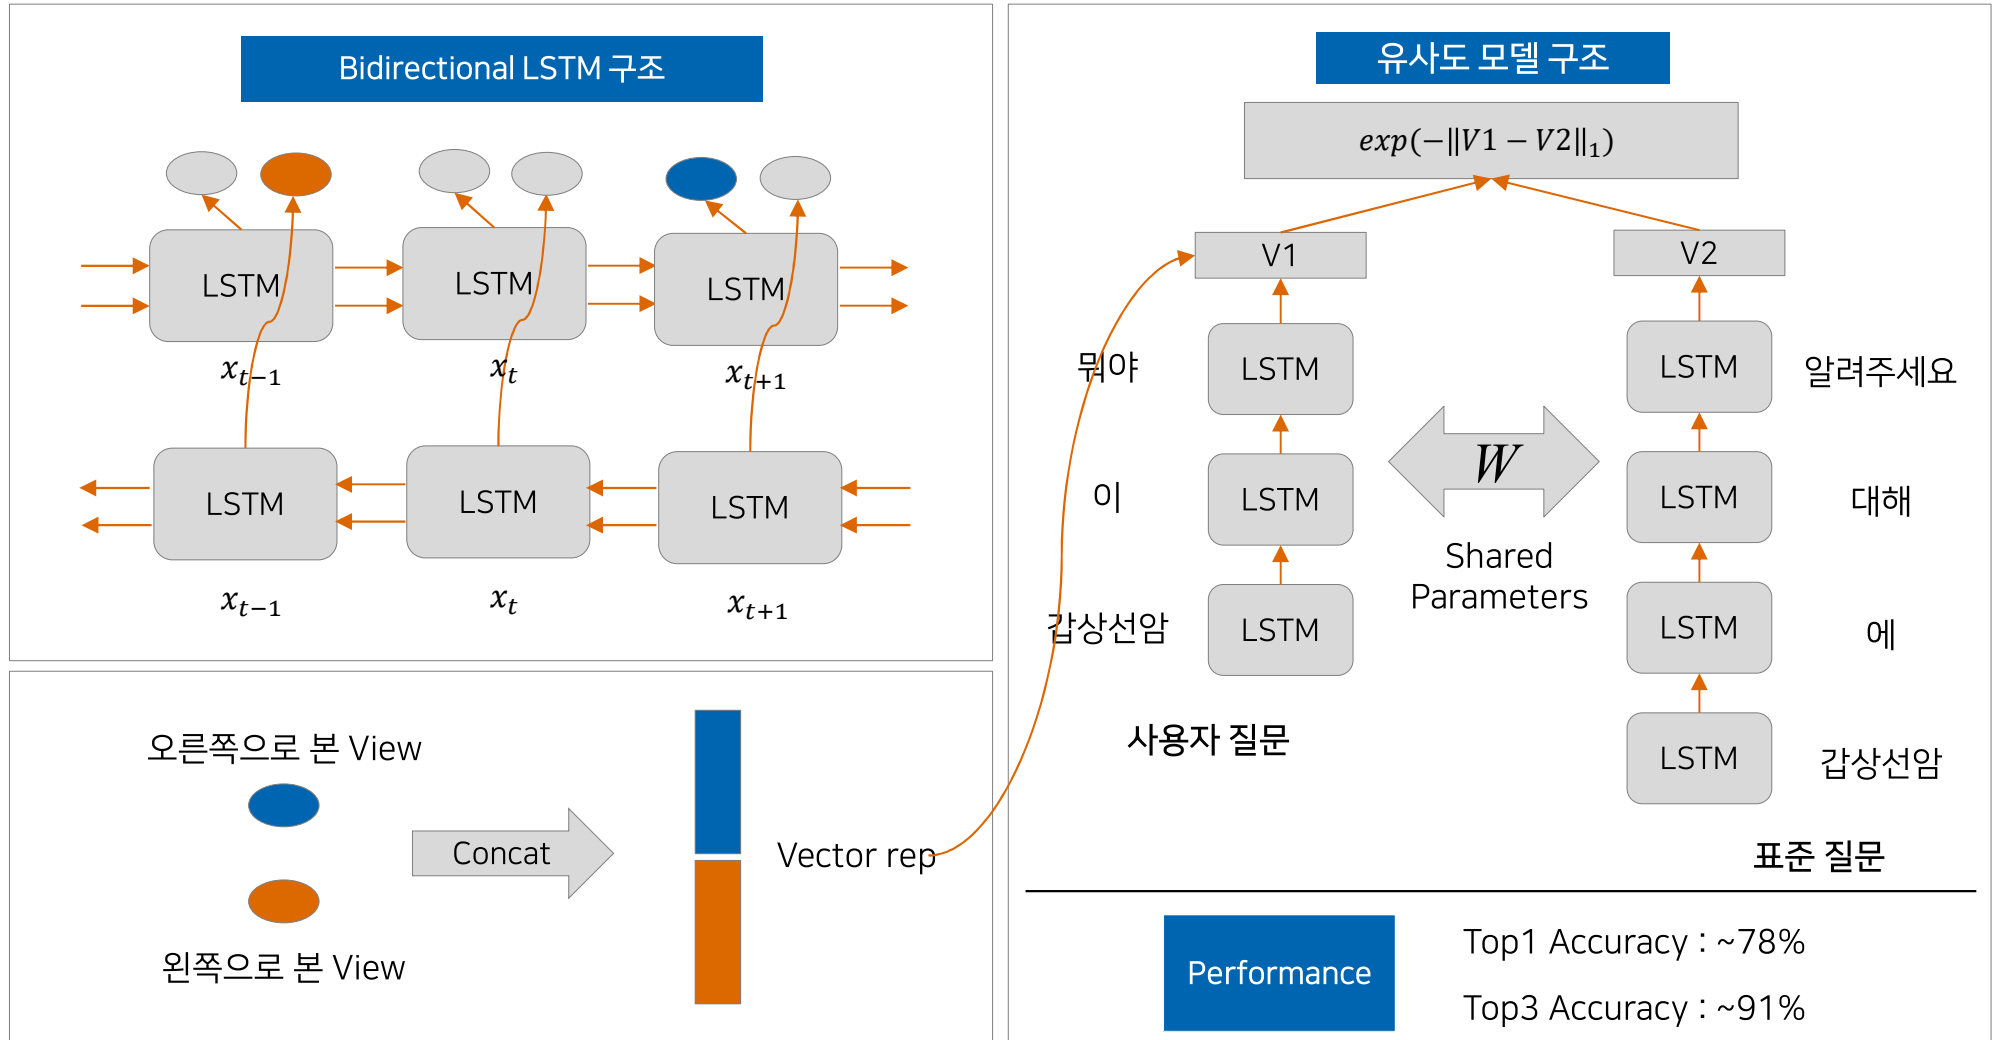 Bidirectional LSTM 구조
LSTM
LSTM
LSTM
x_{t-1}
x_t
x_{t+1}
LSTM
LSTM
LSTM
x_{t-1}
x_t
x_{t+1}
오른쪽으로 본 View
Concat
Vector rep
왼쪽으로 본 View
유사도 모델 구조
exp(-‖V1 - V2‖₁)
V1
V2
뭐야
LSTM
LSTM
알려주세요
이
LSTM
W
LSTM
대해
Shared
Parameters
갑상선암
LSTM
LSTM
에
사용자 질문
LSTM
갑상선암
표준 질문
Performance
Top1 Accuracy : ~78%
Top3 Accuracy : ~91%